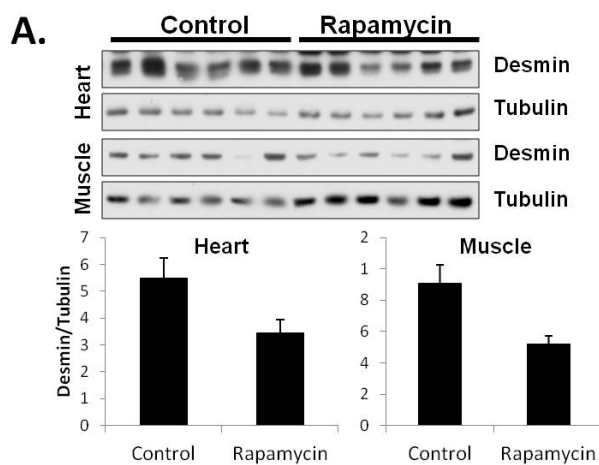 A.
Control Rapamycin
Heart
Desmin
Tubulin
Muscle
Desmin
Tubulin
Heart
Desmin/Tubulin
7
6
5
4
3
2
1
0
Control Rapamycin
Muscle
2
1
8
6
4
2
0
Control Rapamycin